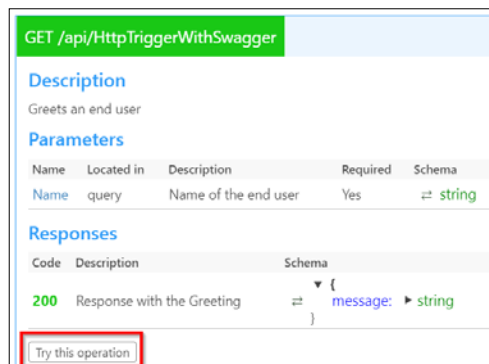 GET /api/HttpTriggerWithSwagger
Description
Greets an end user
Parameters
Name Located in Description Required Schema
Name query Name of the end user Yes ⇄ string
Responses
Code Description Schema
▼ {
200 Response with the Greeting ⇄ message: ▶ string
}
Try this operation